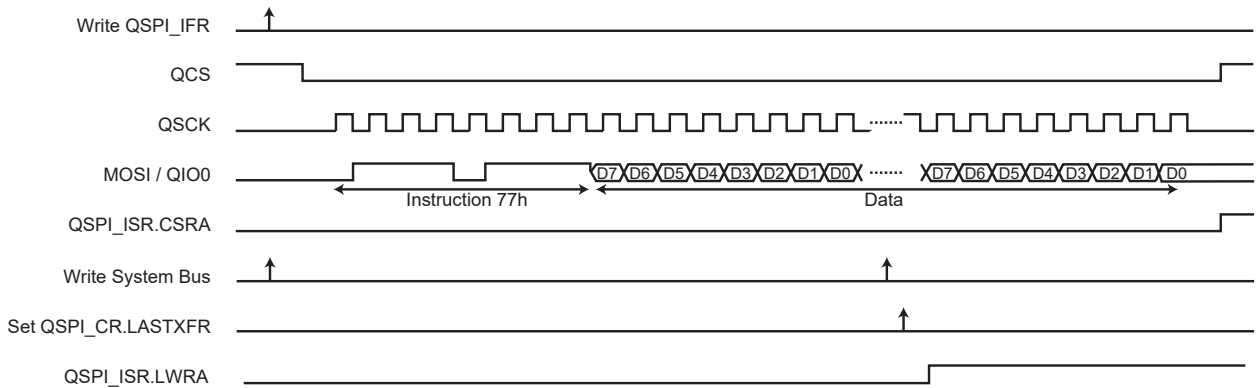 Write QSPI_IFR
QCS
QSCK
MOSI / QIO0
D7 D6 D5 D4 D3 D2 D1 D0 ....... D7 D6 D5 D4 D3 D2 D1 D0
Instruction 77h
Data
QSPI_ISR.CSRA
Write System Bus
Set QSPI_CR.LASTXFR
QSPI_ISR.LWRA